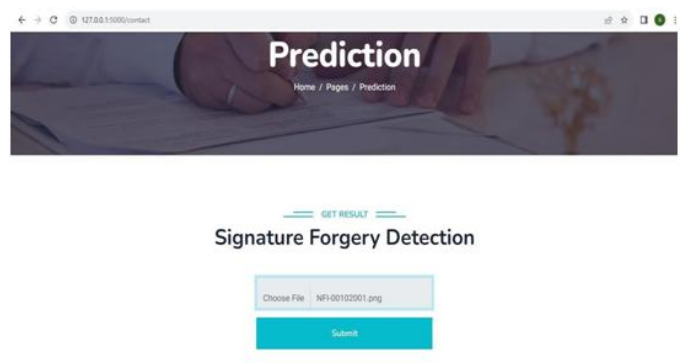 127.0.0.1:5000/contact
Prediction
Home / Pages / Prediction
GET RESULT
Signature Forgery Detection
Choose File NFI-00102001.png
Submit